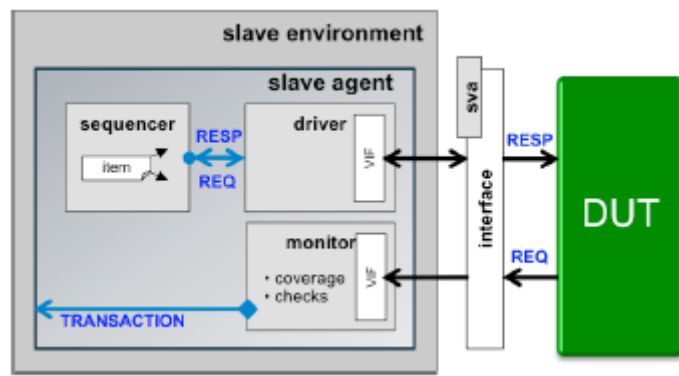 slave environment
slave agent
sequencer
item
RESP
REQ
driver
VIF
monitor
• coverage
• checks
VIF
TRANSACTION
sva
interface
RESP
REQ
DUT